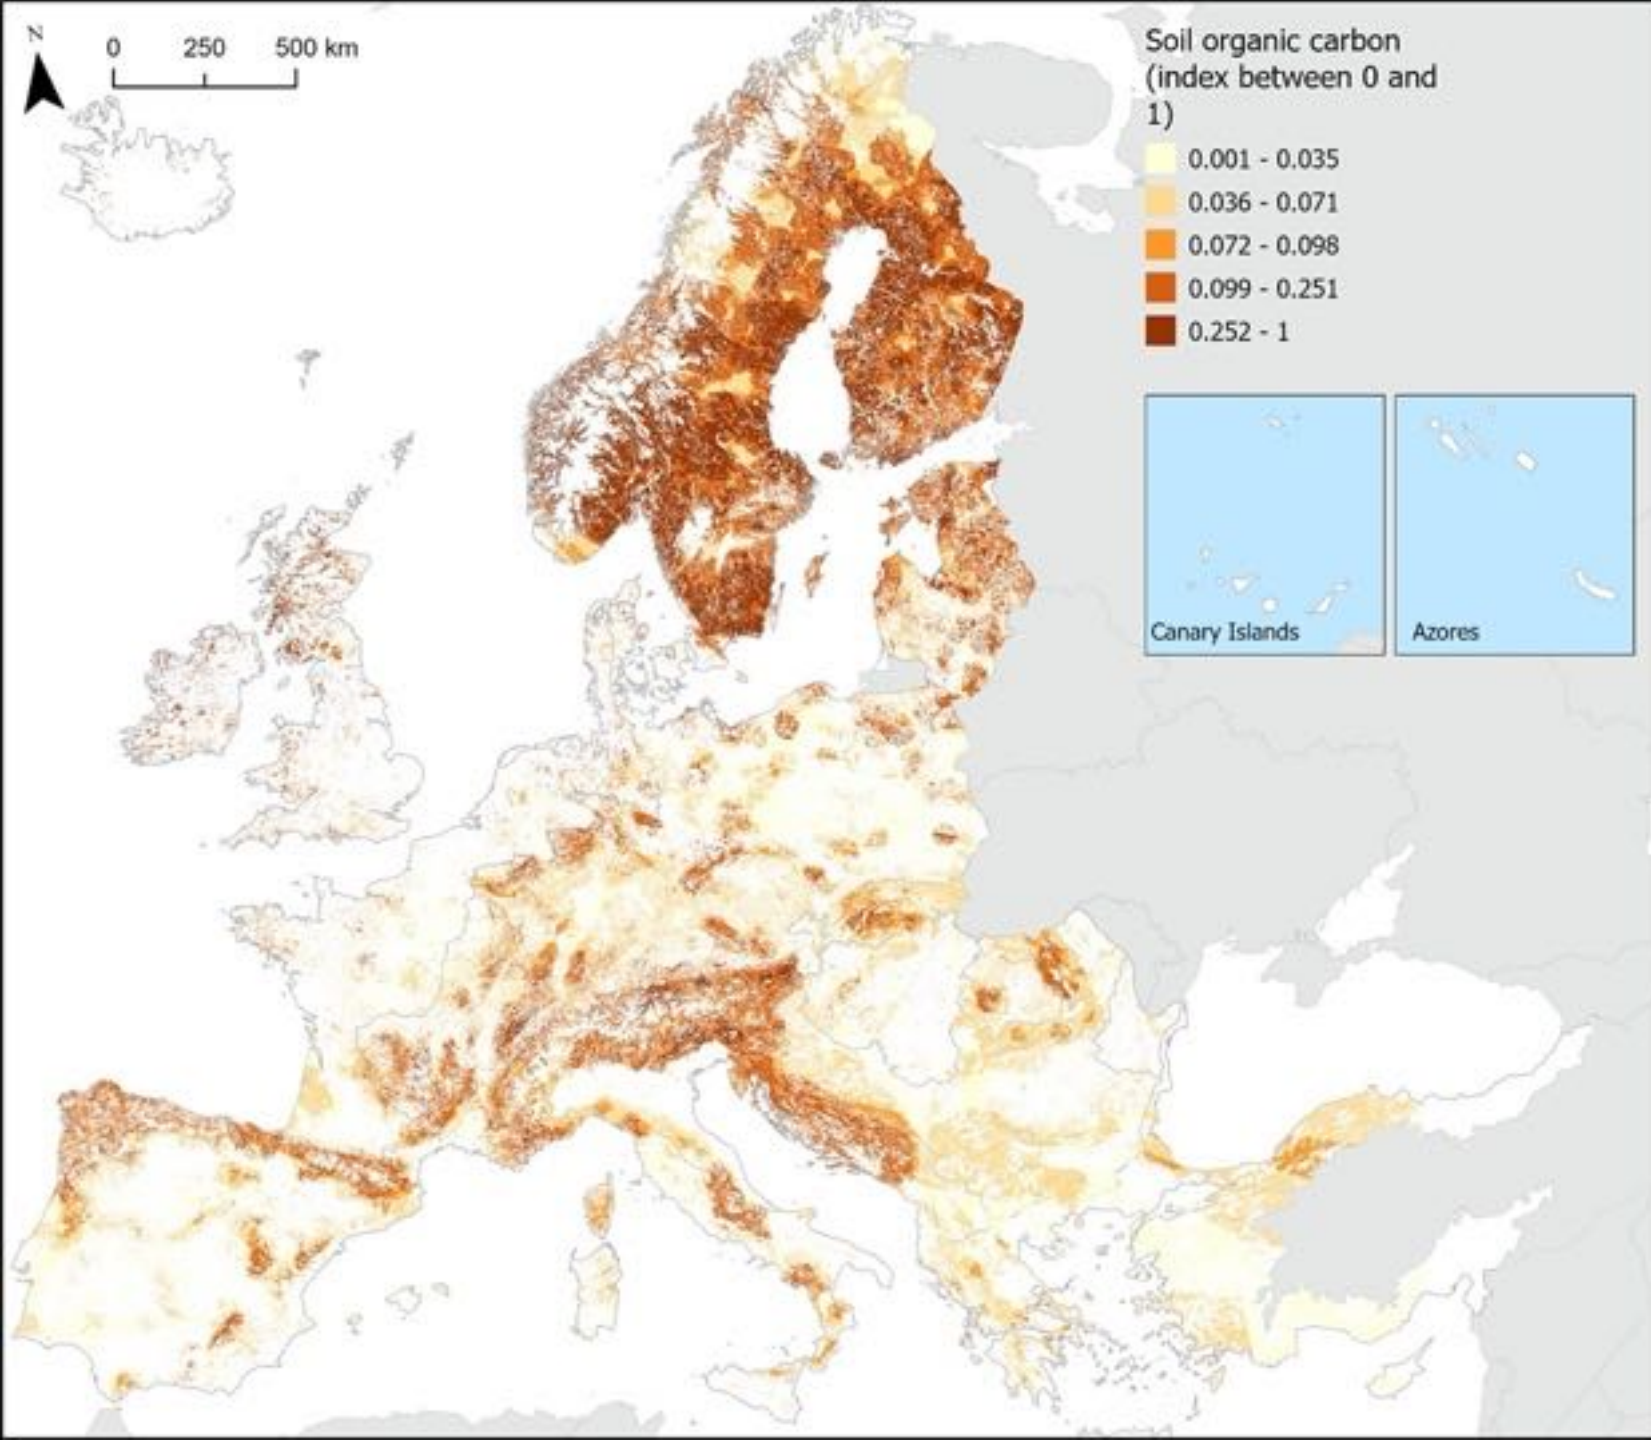 N
0 250 500 km
Soil organic carbon
(index between 0 and
1)
0.001 - 0.035
0.036 - 0.071
0.072 - 0.098
0.099 - 0.251
0.252 - 1
Canary Islands
Azores